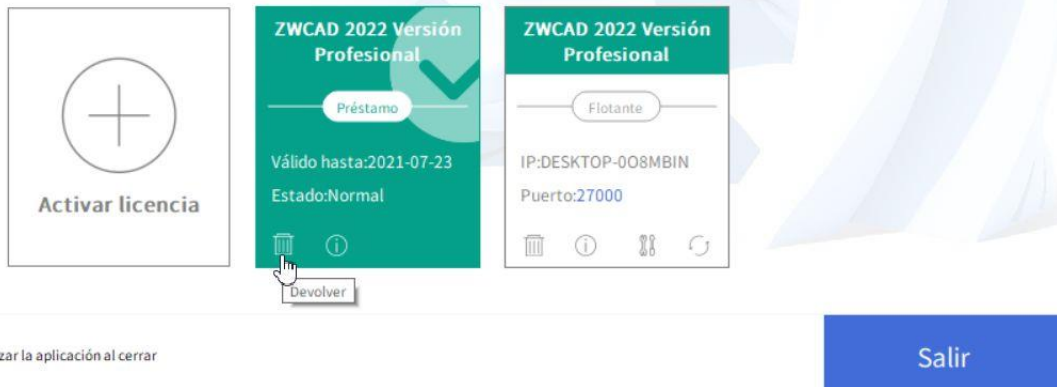 Activar licencia
ZWCAD 2022 Versión
Profesional
Préstamo
Válido hasta:2021-07-23
Estado:Normal
Devolver
ZWCAD 2022 Versión
Profesional
Flotante
IP:DESKTOP-0O8MBIN
Puerto:27000
zar la aplicación al cerrar
Salir